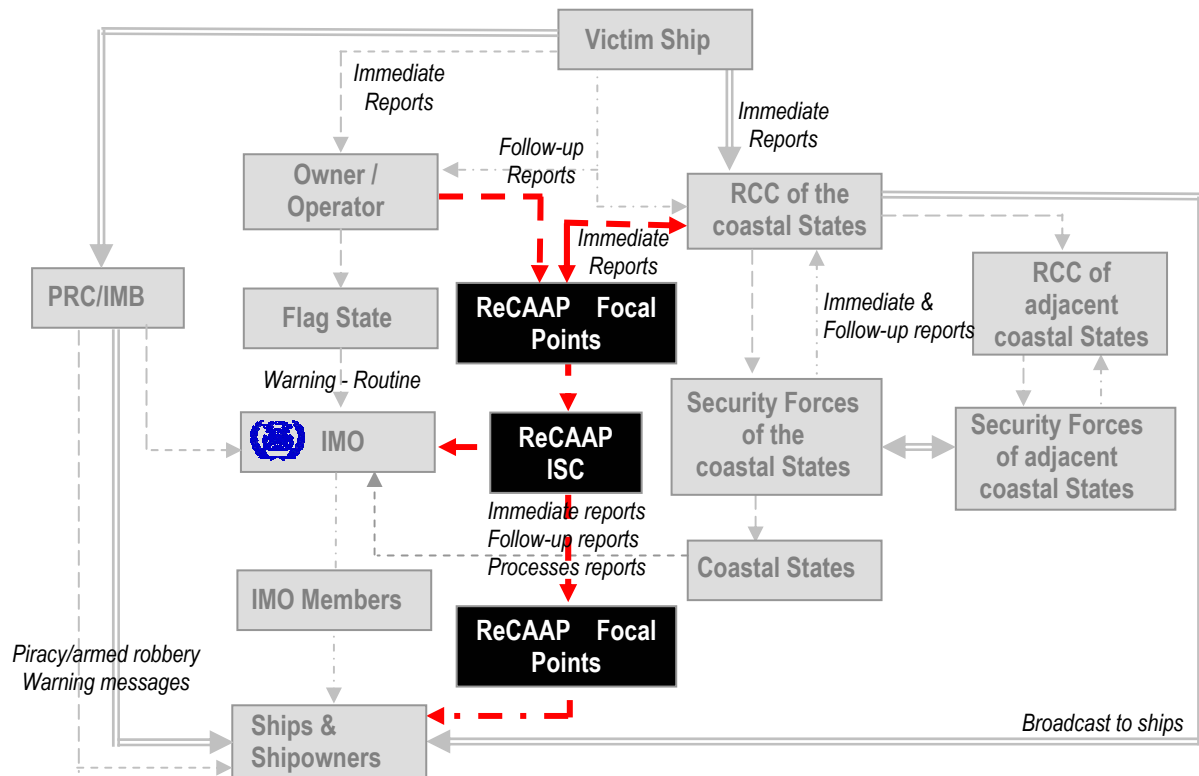 Victim Ship
Immediate
Reports
Immediate
Reports
Follow-up
Reports
Owner /
Operator
RCC of the
coastal States
Immediate
Reports
PRC/IMB
Flag State
ReCAAP Focal
Points
Immediate &
Follow-up reports
RCC of
adjacent
coastal States
Warning - Routine
IMO
ReCAAP
ISC
Security Forces
of the
coastal States
Security Forces
of adjacent
coastal States
Immediate reports
Follow-up reports
Processes reports
Coastal States
IMO Members
ReCAAP Focal
Points
Piracy/armed robbery
Warning messages
Ships &
Shipowners
Broadcast to ships